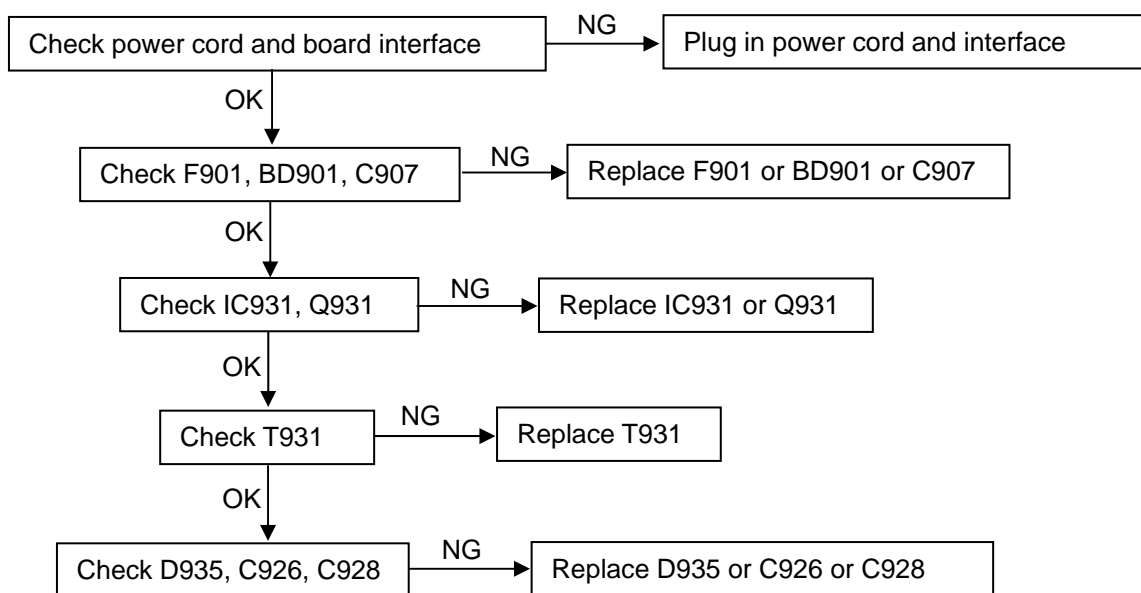 Check power cord and board interface
NG
Plug in power cord and interface
OK
Check F901, BD901, C907
NG
Replace F901 or BD901 or C907
OK
Check IC931, Q931
NG
Replace IC931 or Q931
OK
Check T931
NG
Replace T931
OK
Check D935, C926, C928
NG
Replace D935 or C926 or C928